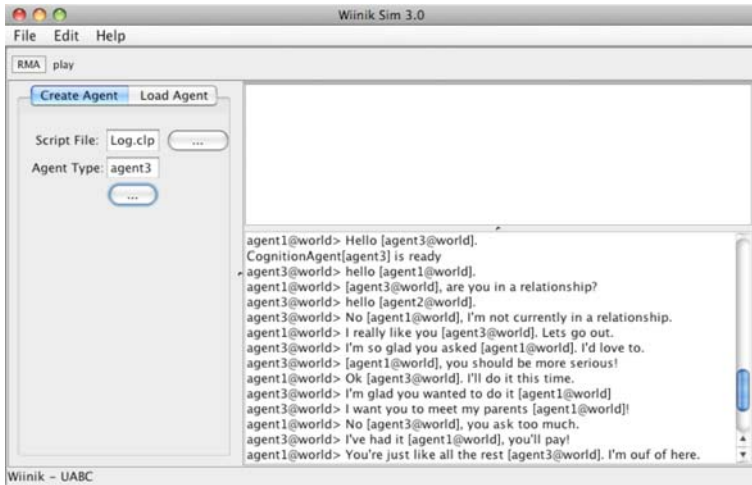 Wiinik Sim 3.0
File Edit Help
RMA play
Create Agent Load Agent
Script File: Log.clp ...
Agent Type: agent3
...
agent1@world> Hello [agent3@world].
CognitionAgent[agent3] is ready
agent3@world> hello [agent1@world].
agent1@world> [agent3@world], are you in a relationship?
agent3@world> hello [agent2@world].
agent3@world> No [agent1@world], I'm not currently in a relationship.
agent1@world> I really like you [agent3@world]. Lets go out.
agent3@world> I'm so glad you asked [agent1@world]. I'd love to.
agent3@world> [agent1@world], you should be more serious!
agent1@world> Ok [agent3@world]. I'll do it this time.
agent3@world> I'm glad you wanted to do it [agent1@world]
agent3@world> I want you to meet my parents [agent1@world]!
agent1@world> No [agent3@world], you ask too much.
agent3@world> I've had it [agent1@world], you'll pay!
agent1@world> You're just like all the rest [agent3@world]. I'm ouf of here.
Wiinik - UABC